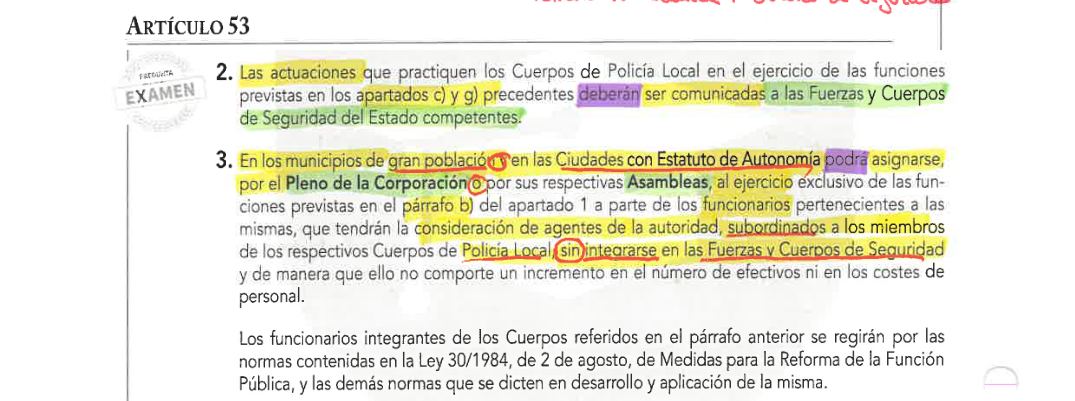 ARTÍCULO 53
PREGUNTA
EXAMEN
2. Las actuaciones que practiquen los Cuerpos de Policía Local en el ejercicio de las funciones
previstas en los apartados c) y g) precedentes deberán ser comunicadas a las Fuerzas y Cuerpos
de Seguridad del Estado competentes.
3. En los municipios de gran población y en las Ciudades con Estatuto de Autonomía podrá asignarse,
por el Pleno de la Corporación o por sus respectivas Asambleas, al ejercicio exclusivo de las fun-
ciones previstas en el párrafo b) del apartado 1 a parte de los funcionarios pertenecientes a las
mismas, que tendrán la consideración de agentes de la autoridad, subordinados a los miembros
de los respectivos Cuerpos de Policía Local, sin integrarse en las Fuerzas y Cuerpos de Seguridad
y de manera que ello no comporte un incremento en el número de efectivos ni en los costes de
personal.
Los funcionarios integrantes de los Cuerpos referidos en el párrafo anterior se regirán por las
normas contenidas en la Ley 30/1984, de 2 de agosto, de Medidas para la Reforma de la Función
Pública, y las demás normas que se dicten en desarrollo y aplicación de la misma.